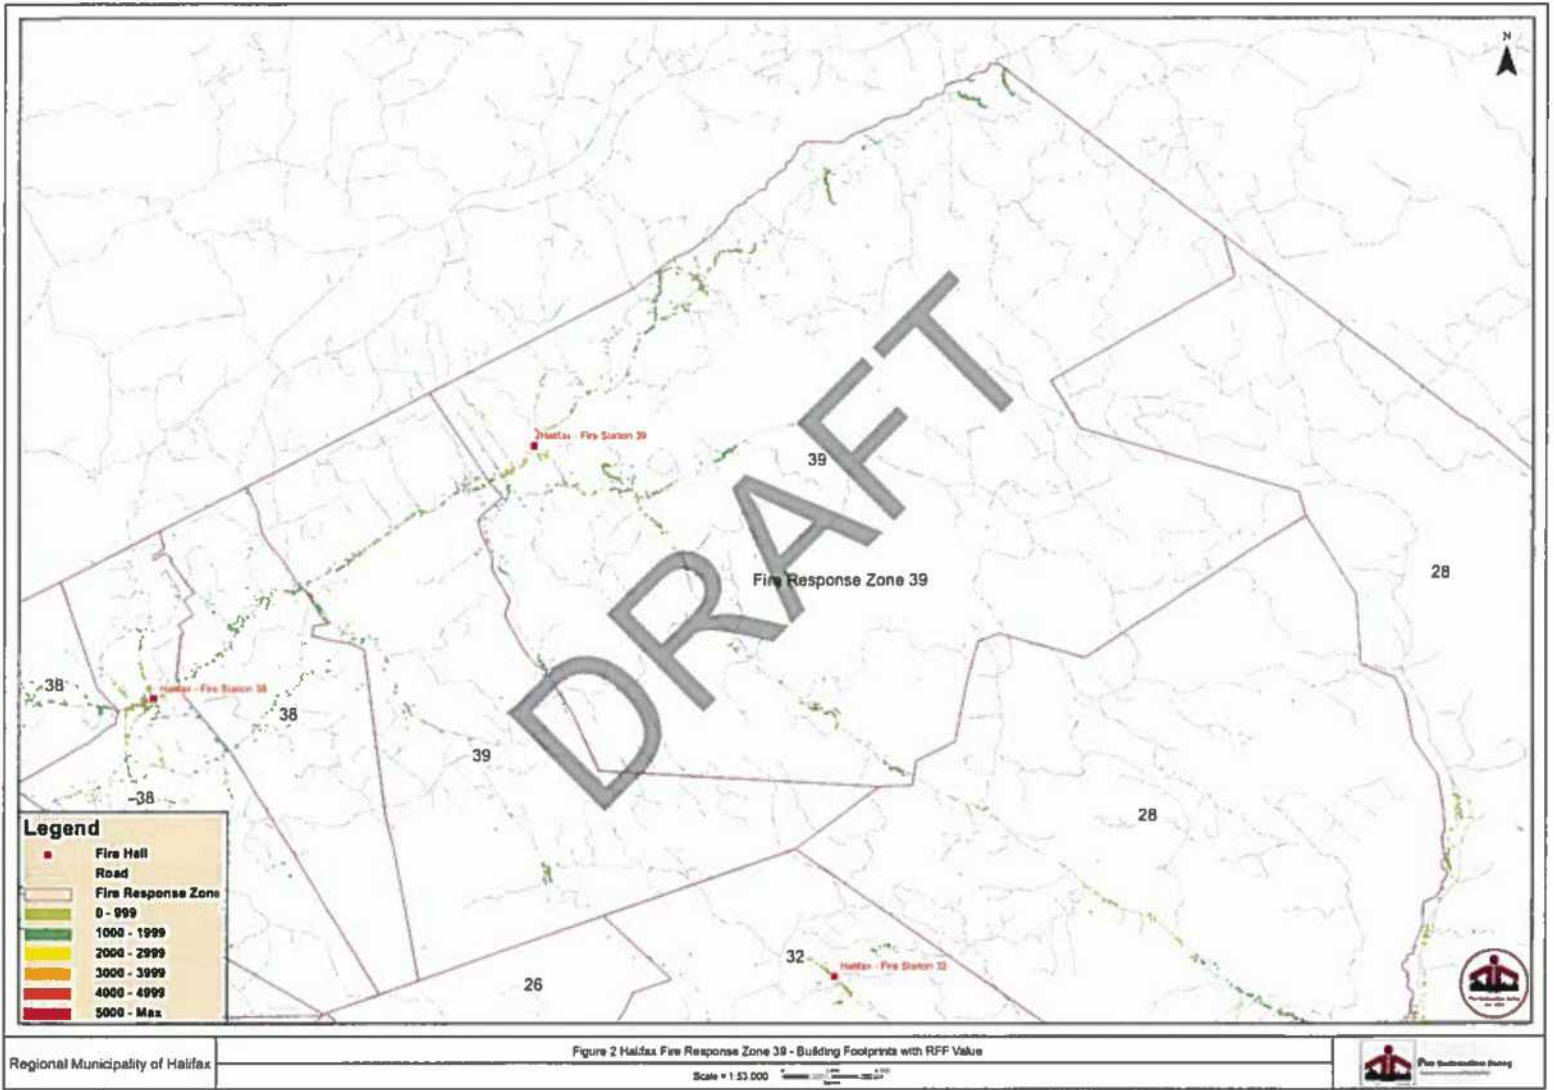 N
Halifax - Fire Station 39
39
Fire Response Zone 39
28
38
Halifax - Fire Station 38
38
39
38
28
DRAFT
32
Halifax - Fire Station 32
26
Legend
Fire Hall
Road
Fire Response Zone
0 - 999
1000 - 1999
2000 - 2999
3000 - 3999
4000 - 4999
5000 - Max
Regional Municipality of Halifax
Figure 2 Halifax Fire Response Zone 39 - Building Footprints with RFF Value
Scale = 1:53,000
Fire Underwriters Survey